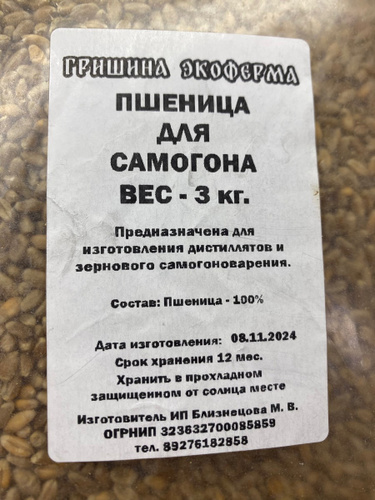 ГРИШИНА ЭКОФЕРМА
ПШЕНИЦА
ДЛЯ
САМОГОНА
ВЕС - 3 кг.
Предназначена для
изготовления дистиллятов и
зернового самогоноварения.
Состав: Пшеница - 100%
Дата изготовления: 08.11.2024
Срок хранения 12 мес.
Хранить в прохладном
защищенном от солнца месте
Изготовитель ИП Близнецова М. В.
ОГРНИП 323632700085859
тел. 89276182858